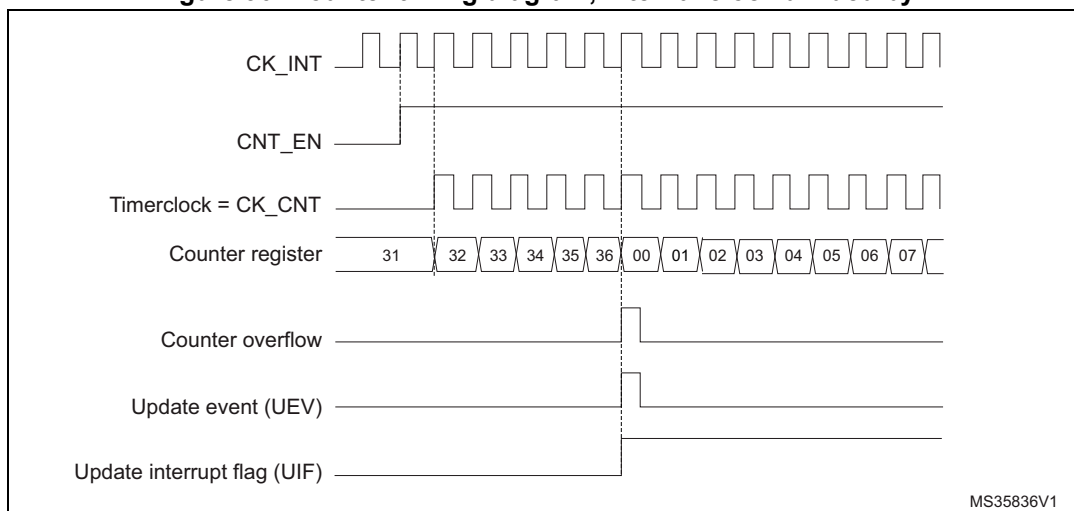 CK_INT
CNT_EN
Timerclock = CK_CNT
Counter register 31 32 33 34 35 36 00 01 02 03 04 05 06 07
Counter overflow
Update event (UEV)
Update interrupt flag (UIF)
MS35836V1